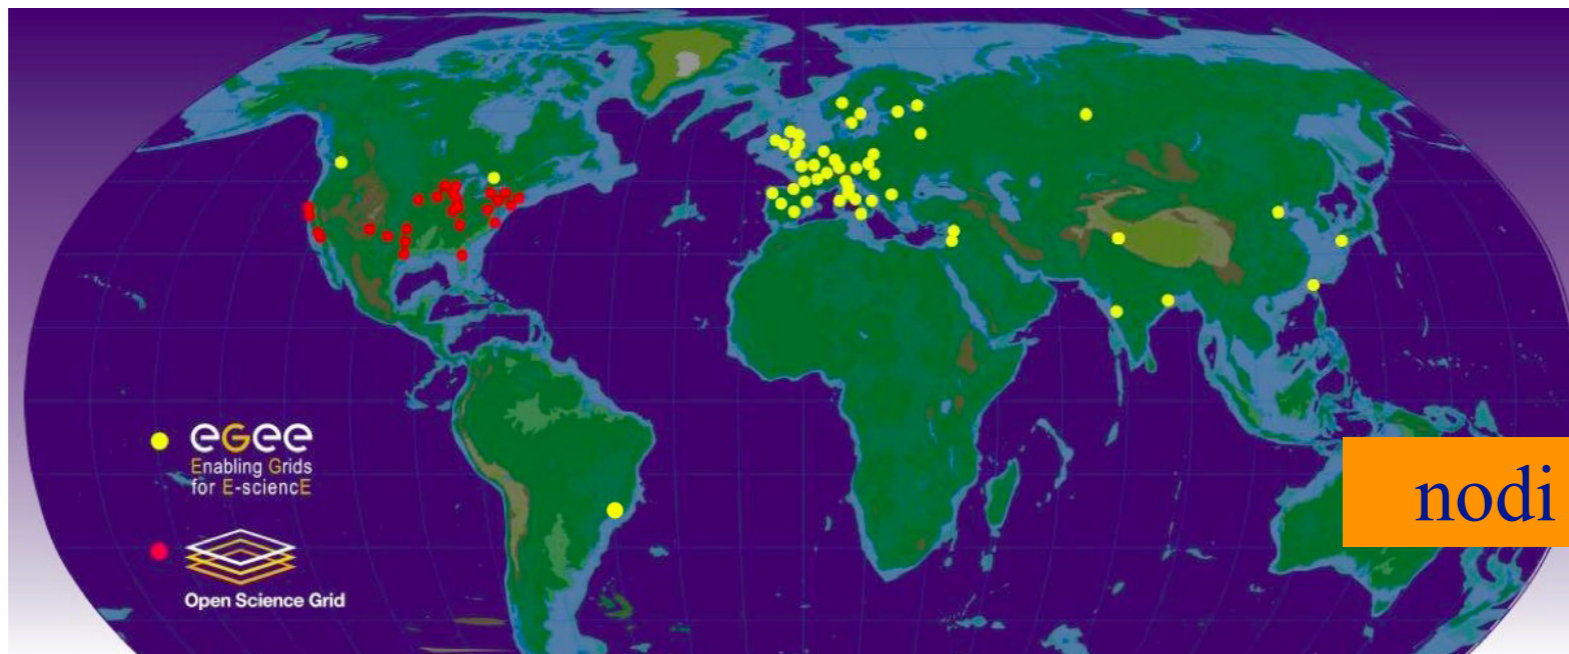 eGee
Enabling Grids
for E-sciencE
Open Science Grid
nodi